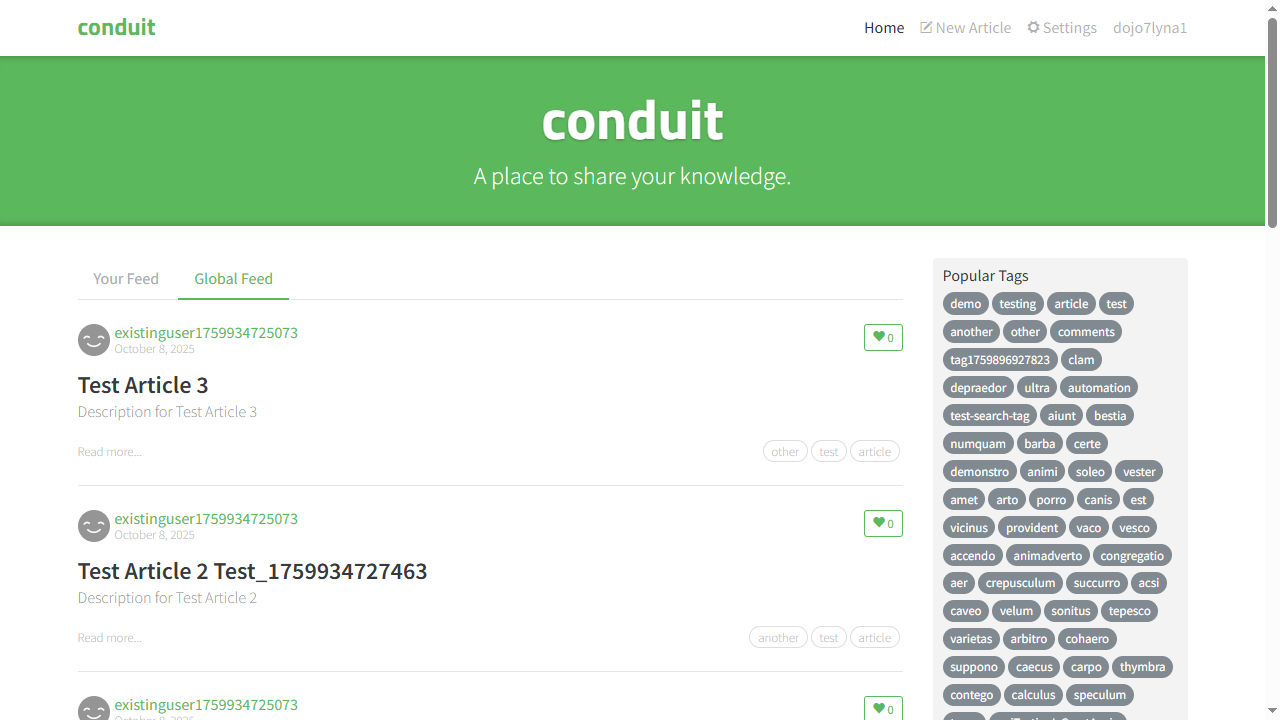 conduit
Home New Article Settings dojo7lyna1
conduit
A place to share your knowledge.
Your Feed Global Feed
existinguser1759934725073
October 8, 2025
0
Test Article 3
Description for Test Article 3
Read more...
other test article
existinguser1759934725073
October 8, 2025
0
Test Article 2 Test_1759934727463
Description for Test Article 2
Read more...
another test article
existinguser1759934725073
October 8, 2025
0
Popular Tags
demo testing article test
another other comments
tag1759896927823 clam
depraedor ultra automation
test-search-tag aiunt bestia
numquam barba certe
demonstro animi soleo vester
amet arto porro canis est
vicinus provident vaco vesco
accendo animadverto congregatio
aer crepusculum succurro acsi
caveo velum sonitus tepesco
varietas arbitro cohaero
suppono caecus carpo thymbra
contego calculus speculum